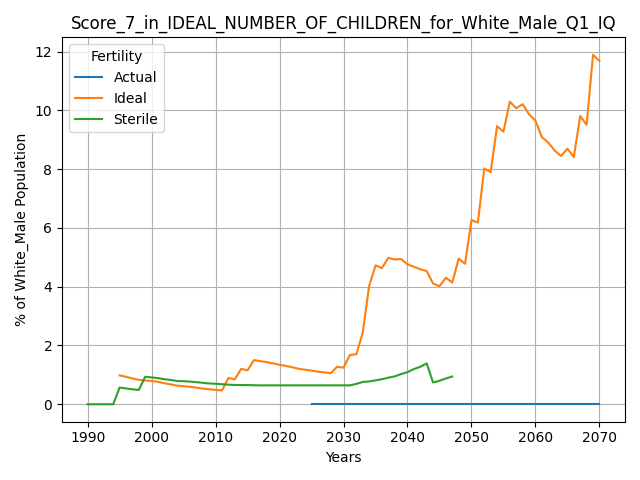 Score_7_in_IDEAL_NUMBER_OF_CHILDREN_for_White_Male_Q1_IQ
Fertility
Actual
Ideal
Sterile
% of White_Male Population
12
10
8
6
4
2
0
1990 2000 2010 2020 2030 2040 2050 2060 2070
Years